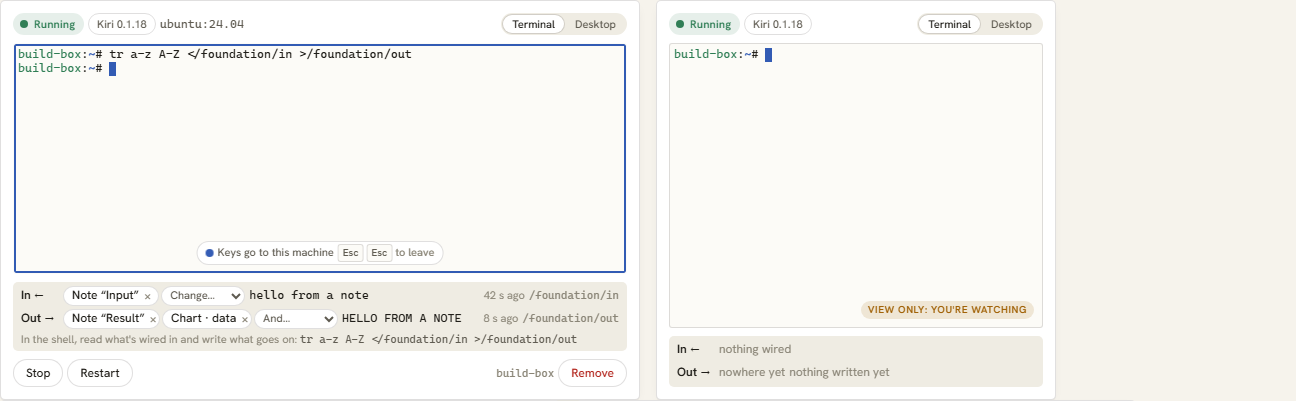 Running Kiri 0.1.18 ubuntu:24.04 Terminal Desktop
build-box:~# tr a-z A-Z </foundation/in >/foundation/out
build-box:~#
Keys go to this machine Esc Esc to leave
In ← Note “Input” × Change... hello from a note 42 s ago /foundation/in
Out → Note “Result” × Chart · data × And... HELLO FROM A NOTE 8 s ago /foundation/out
In the shell, read what's wired in and write what goes on: tr a-z A-Z </foundation/in >/foundation/out
Stop Restart build-box Remove
Running Kiri 0.1.18 Terminal Desktop
build-box:~#
VIEW ONLY: YOU'RE WATCHING
In ← nothing wired
Out → nowhere yet nothing written yet